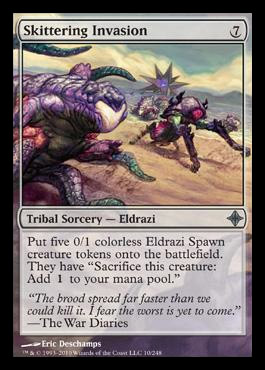 Skittering Invasion 7
Tribal Sorcery — Eldrazi
Put five 0/1 colorless Eldrazi Spawn
creature tokens onto the battlefield.
They have “Sacrifice this creature:
Add 1 to your mana pool.”
“The brood spread far faster than we
could kill it. I fear the worst is yet to come.”
—The War Diaries
Eric Deschamps
™ & © 1993–2010 Wizards of the Coast LLC 10/248